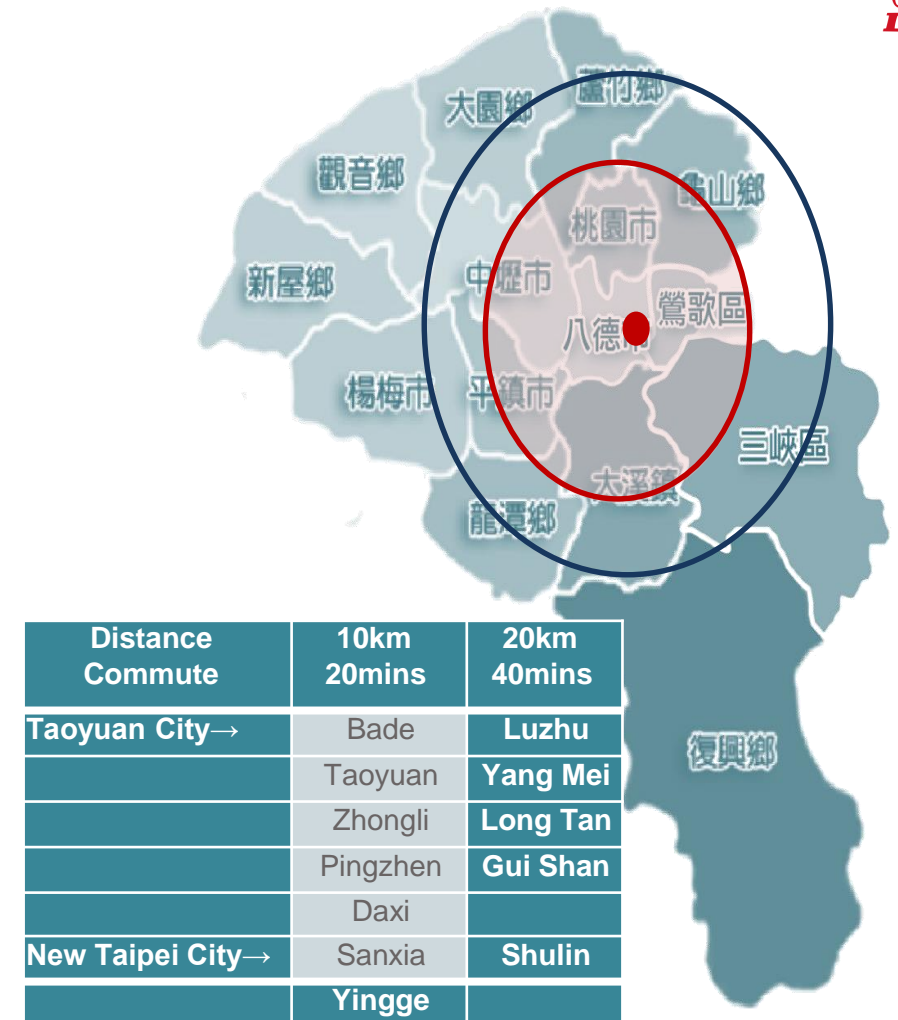 蘆竹鄉
大園鄉
觀音鄉
龜山鄉
桃園市
新屋鄉
中壢市
鶯歌區
八德市
楊梅市
平鎮市
三峽區
大溪鎮
龍潭鄉
復興鄉
Distance 10km 20km
Commute 20mins 40mins
Taoyuan City→ Bade Luzhu
Taoyuan Yang Mei
Zhongli Long Tan
Pingzhen Gui Shan
Daxi
New Taipei City→ Sanxia Shulin
Yingge